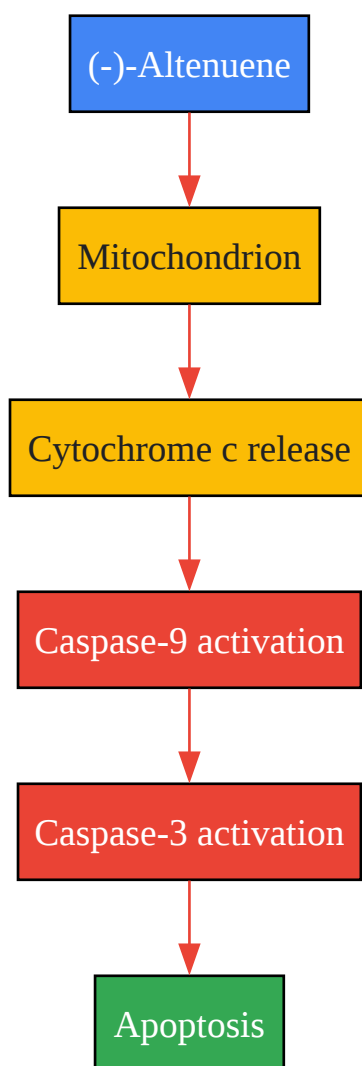 (-)-Altenuene
Mitochondrion
Cytochrome c release
Caspase-9 activation
Caspase-3 activation
Apoptosis